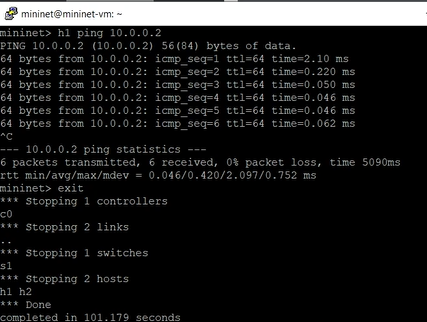 mininet@mininet-vm: ~
mininet> h1 ping 10.0.0.2
PING 10.0.0.2 (10.0.0.2) 56(84) bytes of data.
64 bytes from 10.0.0.2: icmp_seq=1 ttl=64 time=2.10 ms
64 bytes from 10.0.0.2: icmp_seq=2 ttl=64 time=0.220 ms
64 bytes from 10.0.0.2: icmp_seq=3 ttl=64 time=0.050 ms
64 bytes from 10.0.0.2: icmp_seq=4 ttl=64 time=0.046 ms
64 bytes from 10.0.0.2: icmp_seq=5 ttl=64 time=0.046 ms
64 bytes from 10.0.0.2: icmp_seq=6 ttl=64 time=0.062 ms
^C
--- 10.0.0.2 ping statistics ---
6 packets transmitted, 6 received, 0% packet loss, time 5090ms
rtt min/avg/max/mdev = 0.046/0.420/2.097/0.752 ms
mininet> exit
*** Stopping 1 controllers
c0
*** Stopping 2 links
..
*** Stopping 1 switches
s1
*** Stopping 2 hosts
h1 h2
*** Done
completed in 101.179 seconds